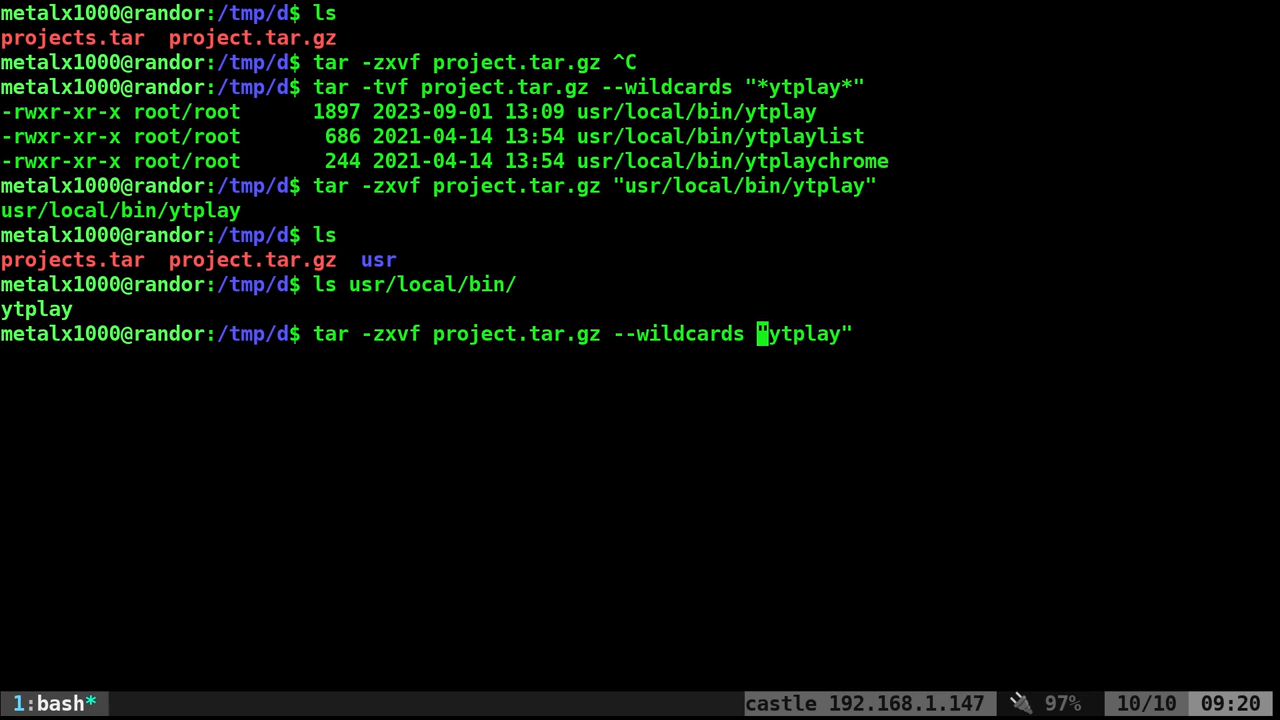 metalx1000@randor:/tmp/d$ ls
projects.tar  project.tar.gz
metalx1000@randor:/tmp/d$ tar -zxvf project.tar.gz ^C
metalx1000@randor:/tmp/d$ tar -tvf project.tar.gz --wildcards "*ytplay*"
-rwxr-xr-x root/root      1897 2023-09-01 13:09 usr/local/bin/ytplay
-rwxr-xr-x root/root       686 2021-04-14 13:54 usr/local/bin/ytplaylist
-rwxr-xr-x root/root       244 2021-04-14 13:54 usr/local/bin/ytplaychrome
metalx1000@randor:/tmp/d$ tar -zxvf project.tar.gz "usr/local/bin/ytplay"
usr/local/bin/ytplay
metalx1000@randor:/tmp/d$ ls
projects.tar  project.tar.gz  usr
metalx1000@randor:/tmp/d$ ls usr/local/bin/
ytplay
metalx1000@randor:/tmp/d$ tar -zxvf project.tar.gz --wildcards "ytplay"
1:bash* castle 192.168.1.147 97% 10/10 09:20